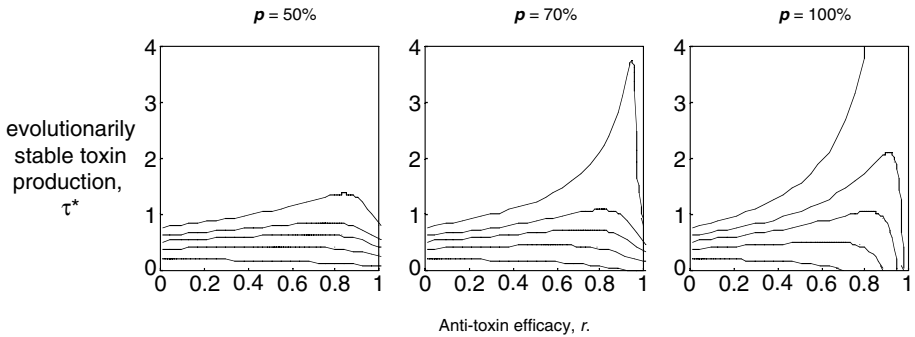 p = 50%
p = 70%
p = 100%
evolutionarily
stable toxin
production,
τ*
4
3
2
1
0
0 0.2 0.4 0.6 0.8 1
4
3
2
1
0
0 0.2 0.4 0.6 0.8 1
4
3
2
1
0
0 0.2 0.4 0.6 0.8 1
Anti-toxin efficacy, r.